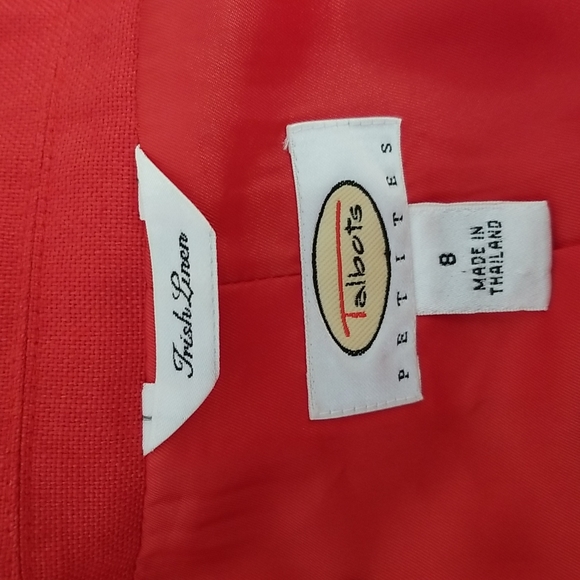 Irish Linen
Talbots
PETITES
8
MADE IN
THAILAND